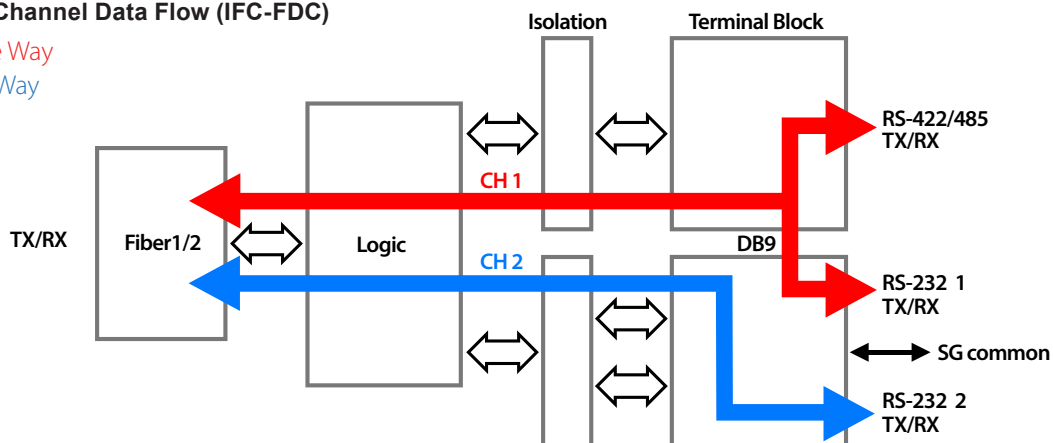 Channel Data Flow (IFC-FDC)
Way
Way
Isolation
Terminal Block
RS-422/485
TX/RX
CH 1
TX/RX
Fiber1/2
Logic
DB9
CH 2
RS-232 1
TX/RX
SG common
RS-232 2
TX/RX